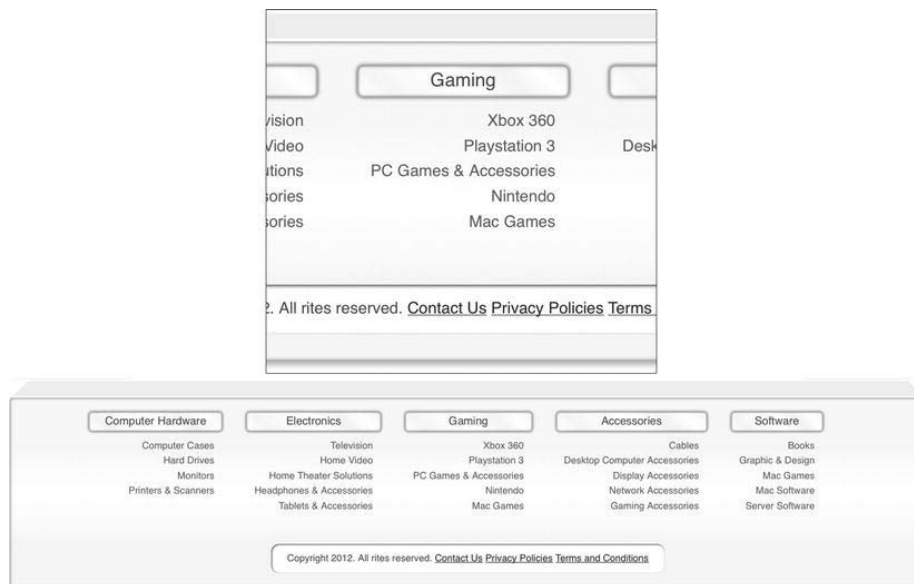 Gaming
vision
Xbox 360
Video
Playstation 3
Desk
utions
PC Games & Accessories
sories
Nintendo
sories
Mac Games
2. All rites reserved. Contact Us Privacy Policies Terms
Computer Hardware
Electronics
Gaming
Accessories
Software
Computer Cases
Television
Xbox 360
Cables
Books
Hard Drives
Home Video
Playstation 3
Desktop Computer Accessories
Graphic & Design
Monitors
Home Theater Solutions
PC Games & Accessories
Display Accessories
Mac Games
Printers & Scanners
Headphones & Accessories
Nintendo
Network Accessories
Mac Software
Tablets & Accessories
Mac Games
Gaming Accessories
Server Software
Copyright 2012. All rites reserved. Contact Us Privacy Policies Terms and Conditions